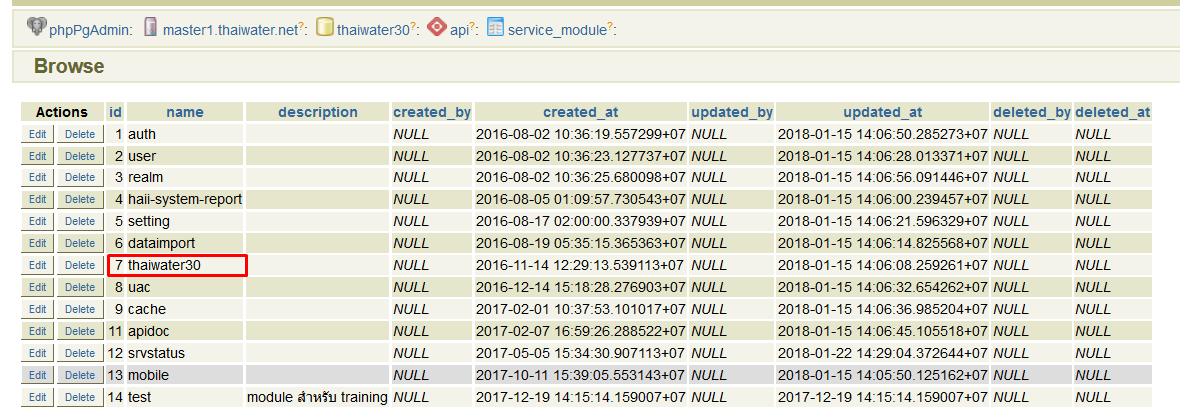 phpPgAdmin: master1.thaiwater.net?: thaiwater30?: api?: service_module?:
Browse
Actions id name description created_by created_at updated_by updated_at deleted_by deleted_at
Edit Delete 1 auth NULL 2016-08-02 10:36:19.557299+07 NULL 2018-01-15 14:06:50.285273+07 NULL NULL
Edit Delete 2 user NULL 2016-08-02 10:36:23.127737+07 NULL 2018-01-15 14:06:28.013371+07 NULL NULL
Edit Delete 3 realm NULL 2016-08-02 10:36:25.680098+07 NULL 2018-01-15 14:06:56.091446+07 NULL NULL
Edit Delete 4 haii-system-report NULL 2016-08-05 01:09:57.730543+07 NULL 2018-01-15 14:06:00.239457+07 NULL NULL
Edit Delete 5 setting NULL 2016-08-17 02:00:00.337939+07 NULL 2018-01-15 14:06:21.596329+07 NULL NULL
Edit Delete 6 dataimport NULL 2016-08-19 05:35:15.365363+07 NULL 2018-01-15 14:06:14.825568+07 NULL NULL
Edit Delete 7 thaiwater30 NULL 2016-11-14 12:29:13.539113+07 NULL 2018-01-15 14:06:08.259261+07 NULL NULL
Edit Delete 8 uac NULL 2016-12-14 15:18:28.276903+07 NULL 2018-01-15 14:06:32.654262+07 NULL NULL
Edit Delete 9 cache NULL 2017-02-01 10:37:53.101017+07 NULL 2018-01-15 14:06:36.985204+07 NULL NULL
Edit Delete 11 apidoc NULL 2017-02-07 16:59:26.288522+07 NULL 2018-01-15 14:06:45.105518+07 NULL NULL
Edit Delete 12 srvstatus NULL 2017-05-05 15:34:30.907113+07 NULL 2018-01-22 14:29:04.372644+07 NULL NULL
Edit Delete 13 mobile NULL 2017-10-11 15:39:05.553143+07 NULL 2018-01-15 14:05:50.125162+07 NULL NULL
Edit Delete 14 test module สำหรับ training NULL 2017-12-19 14:15:14.159007+07 NULL 2017-12-19 14:15:14.159007+07 NULL NULL